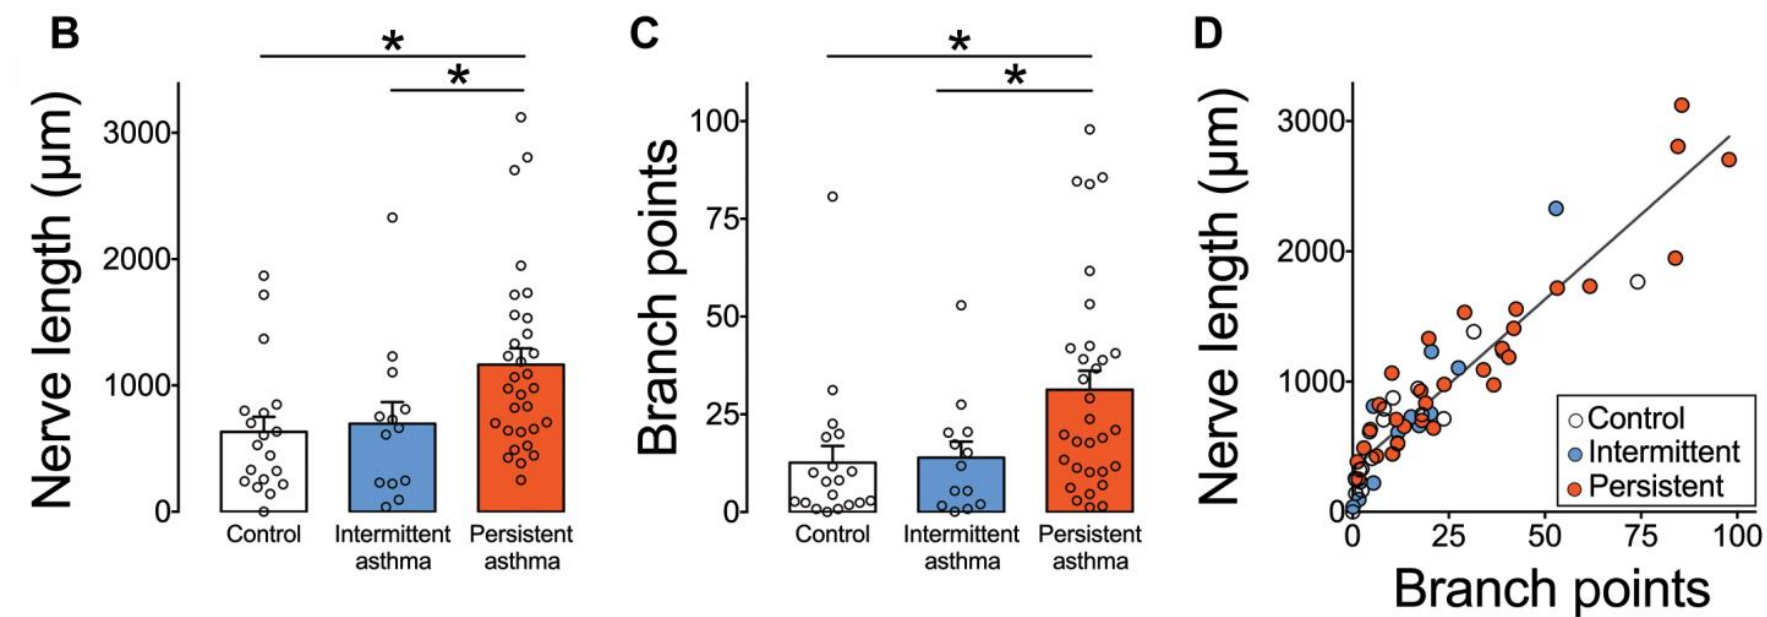 B
*
*
Nerve length (µm)
3000
2000
1000
0
Control
Intermittent
asthma
Persistent
asthma
C
*
*
Branch points
100
75
50
25
0
Control
Intermittent
asthma
Persistent
asthma
D
Nerve length (µm)
3000
2000
1000
0
0
25
50
75
100
Branch points
Control
Intermittent
Persistent